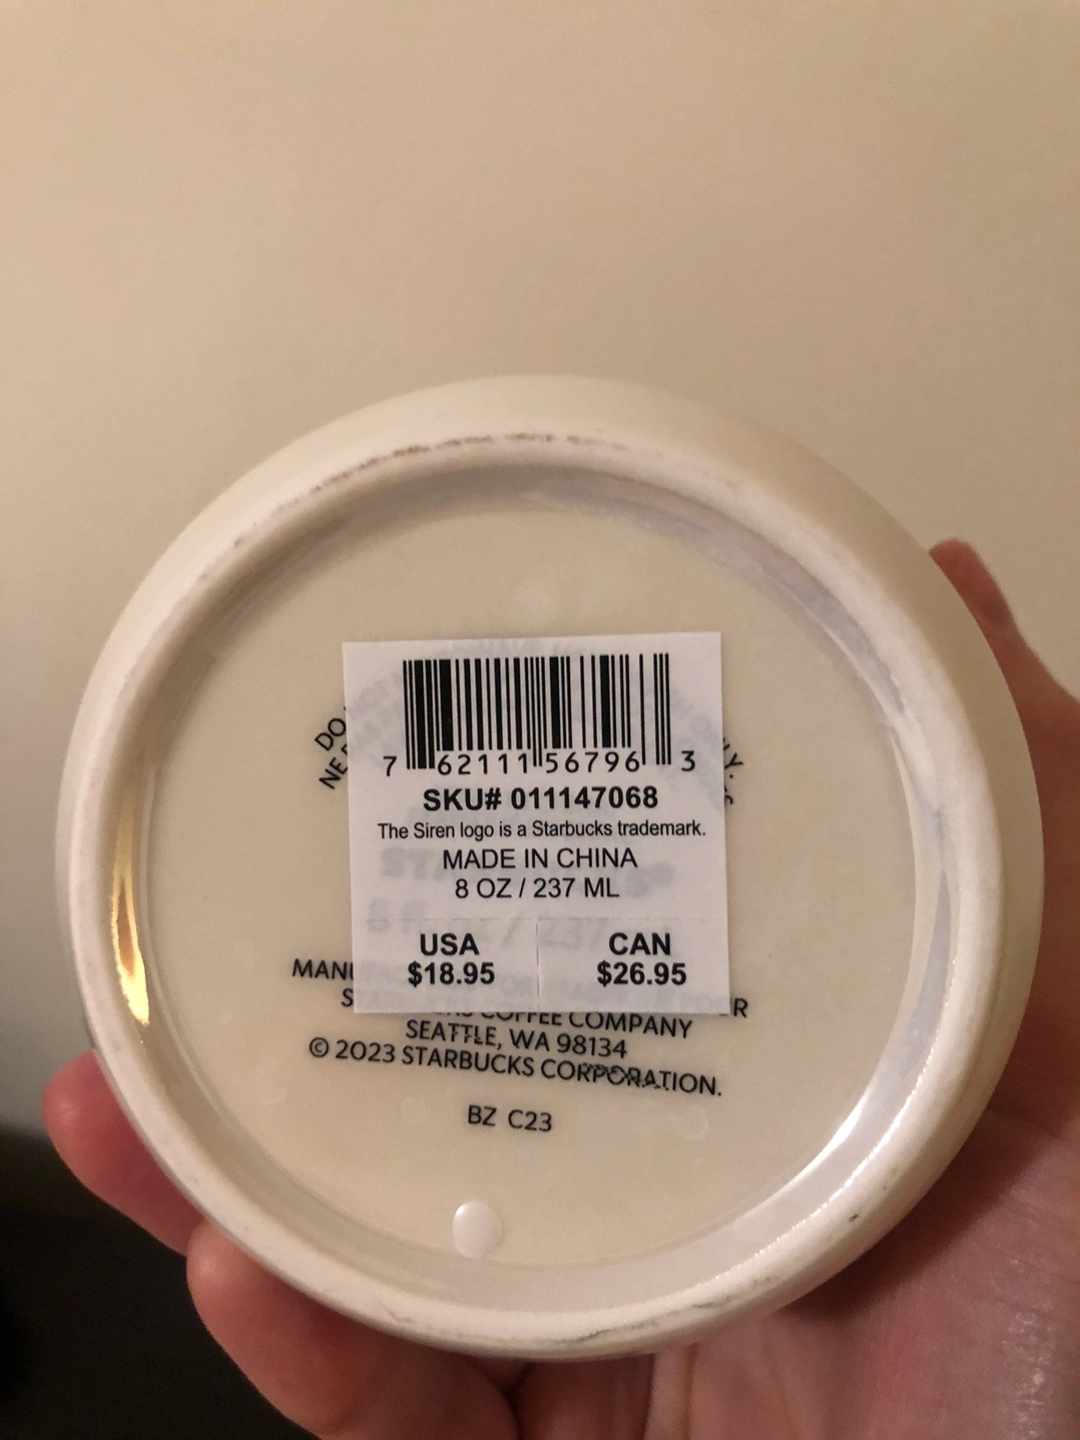 7 62111 56796 3
SKU# 011147068
The Siren logo is a Starbucks trademark.
MADE IN CHINA
8 OZ / 237 ML
USA CAN
$18.95 $26.95
COFFEE COMPANY
SEATTLE, WA 98134
© 2023 STARBUCKS CORPORATION.
BZ C23